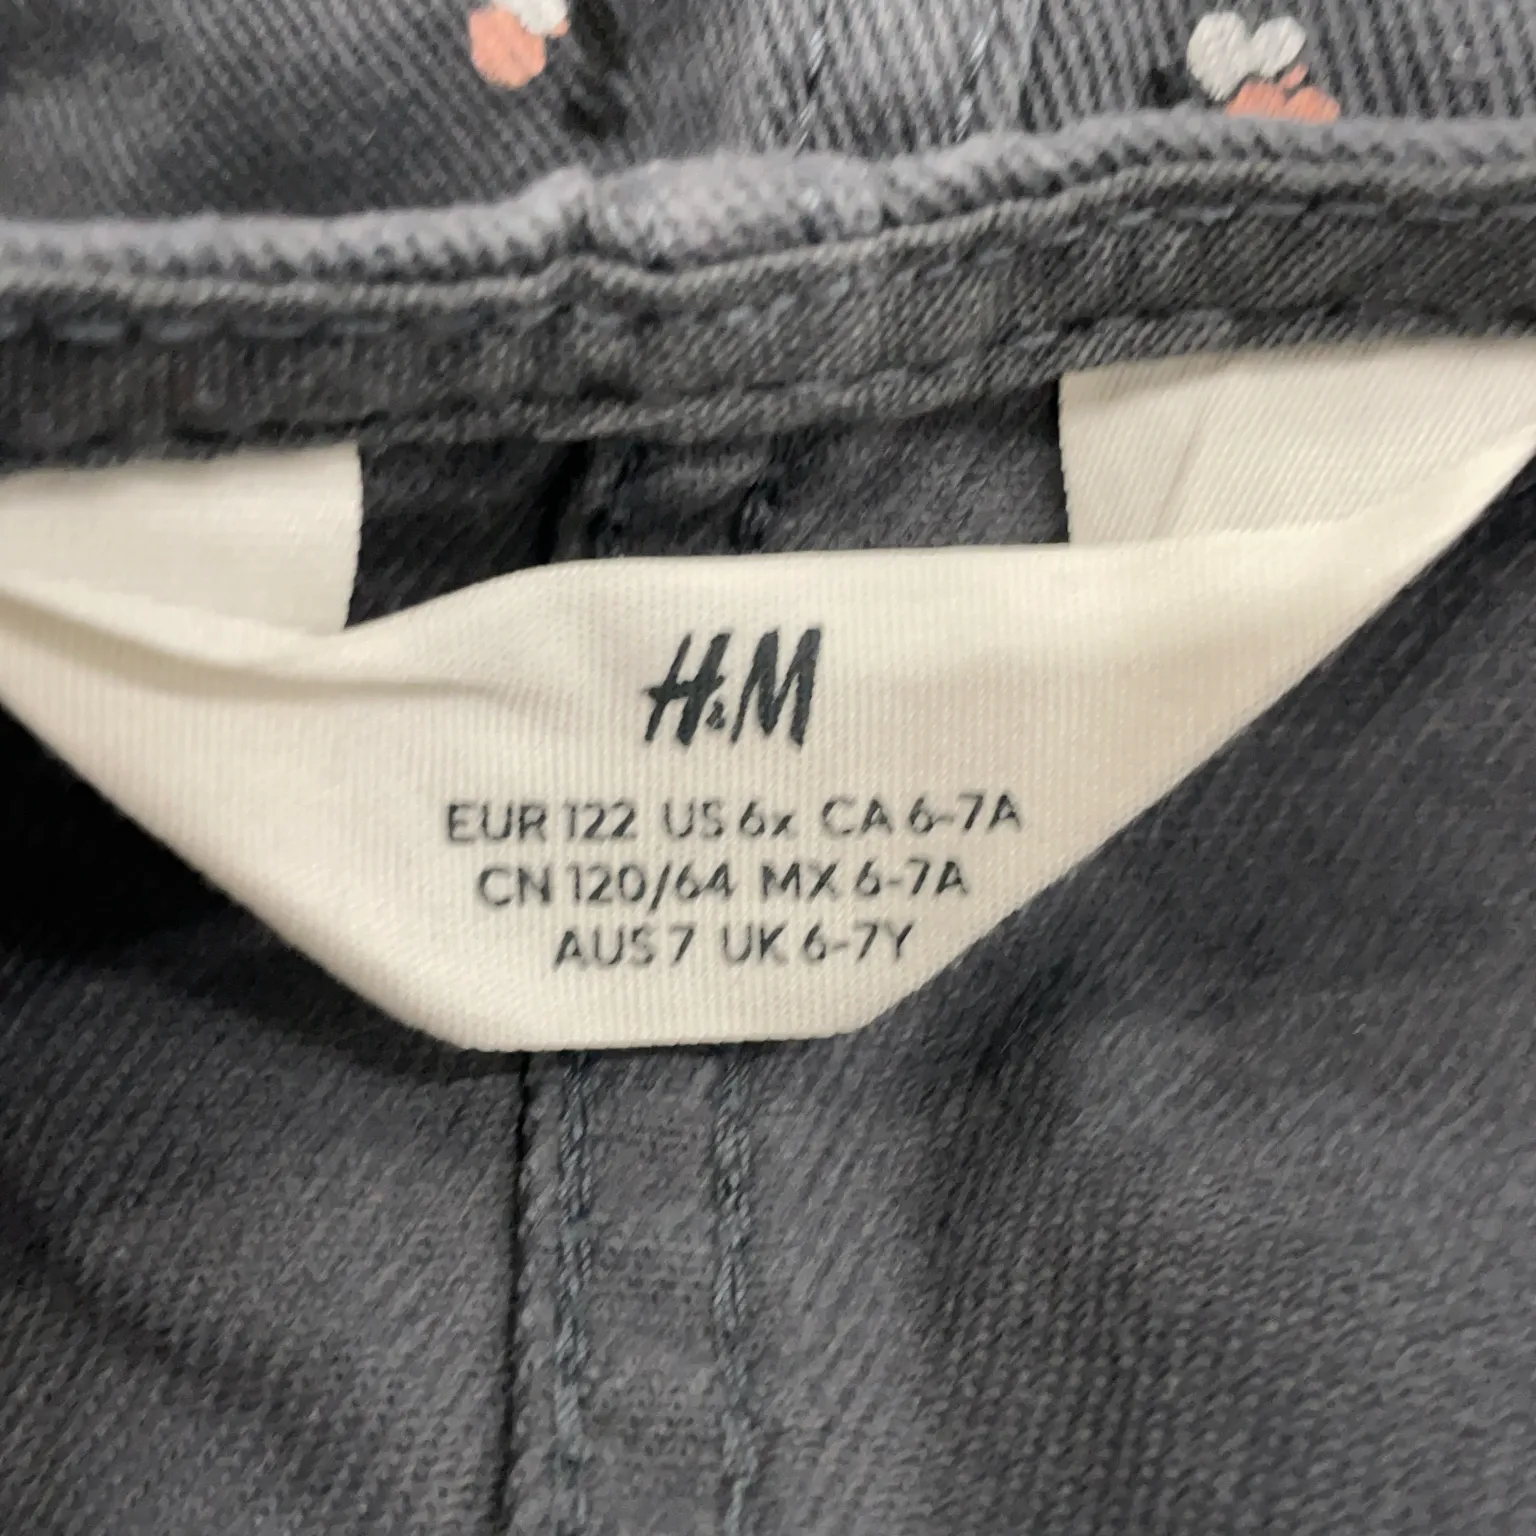 H&M
EUR 122 US 6x CA 6-7A
CN 120/64 MX 6-7A
AUS 7 UK 6-7Y